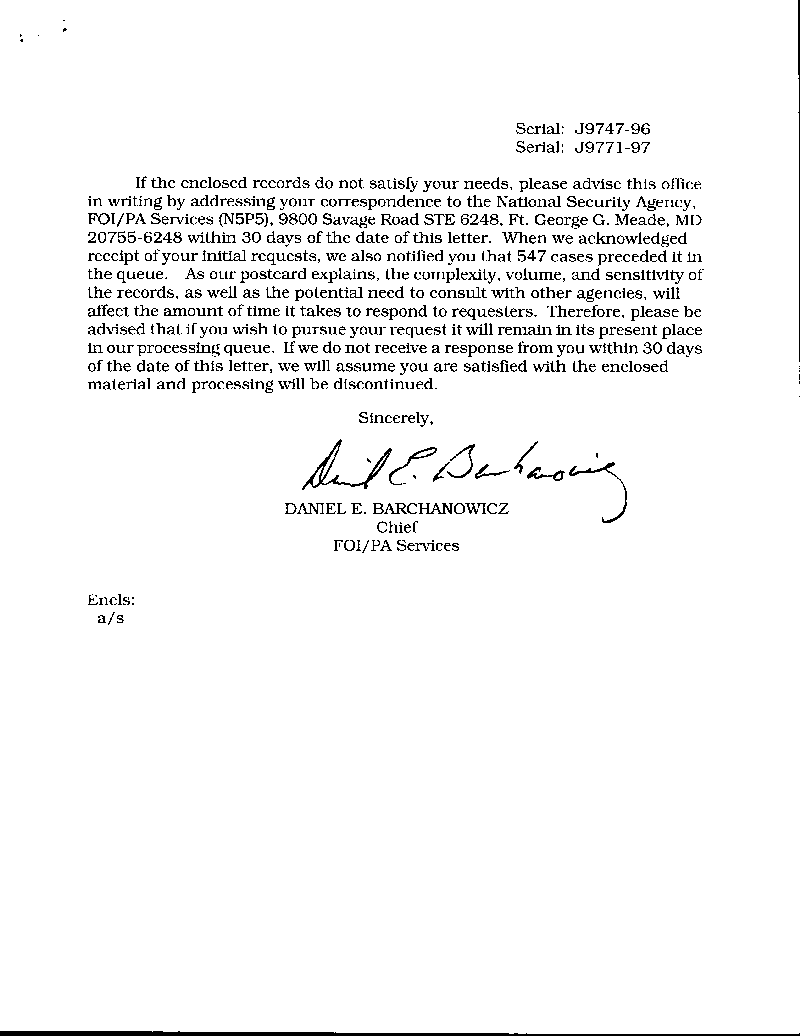 Serial: J9747-96
Serial: J9771-97
If the enclosed records do not satisfy your needs, please advise this office
in writing by addressing your correspondence to the National Security Agency,
FOI/PA Services (N5P5), 9800 Savage Road STE 6248, Ft. George G. Meade, MD
20755-6248 within 30 days of the date of this letter. When we acknowledged
receipt of your initial requests, we also notified you that 547 cases preceded it in
the queue. As our postcard explains, the complexity, volume, and sensitivity of
the records, as well as the potential need to consult with other agencies, will
affect the amount of time it takes to respond to requesters. Therefore, please be
advised that if you wish to pursue your request it will remain in its present place
in our processing queue. If we do not receive a response from you within 30 days
of the date of this letter, we will assume you are satisfied with the enclosed
material and processing will be discontinued.
Sincerely,
Daniel E. Barchanowicz
DANIEL E. BARCHANOWICZ
Chief
FOI/PA Services
Encls:
a/s